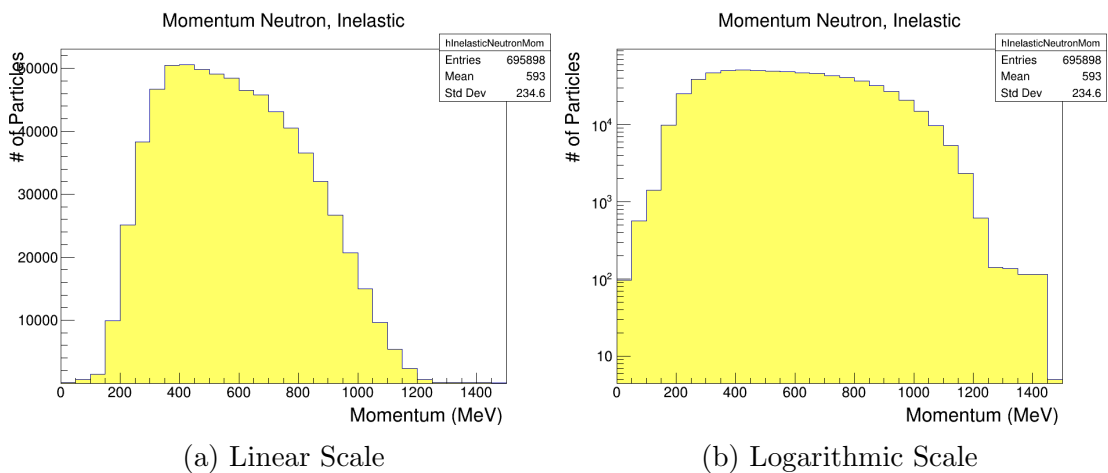 Momentum Neutron, Inelastic
hInelasticNeutronMom
Entries 695898
Mean 593
Std Dev 234.6
# of Particles
50000
40000
30000
20000
10000
0 200 400 600 800 1000 1200 1400
Momentum (MeV)
(a) Linear Scale
Momentum Neutron, Inelastic
hInelasticNeutronMom
Entries 695898
Mean 593
Std Dev 234.6
# of Particles
10⁴
10³
10²
10
0 200 400 600 800 1000 1200 1400
Momentum (MeV)
(b) Logarithmic Scale